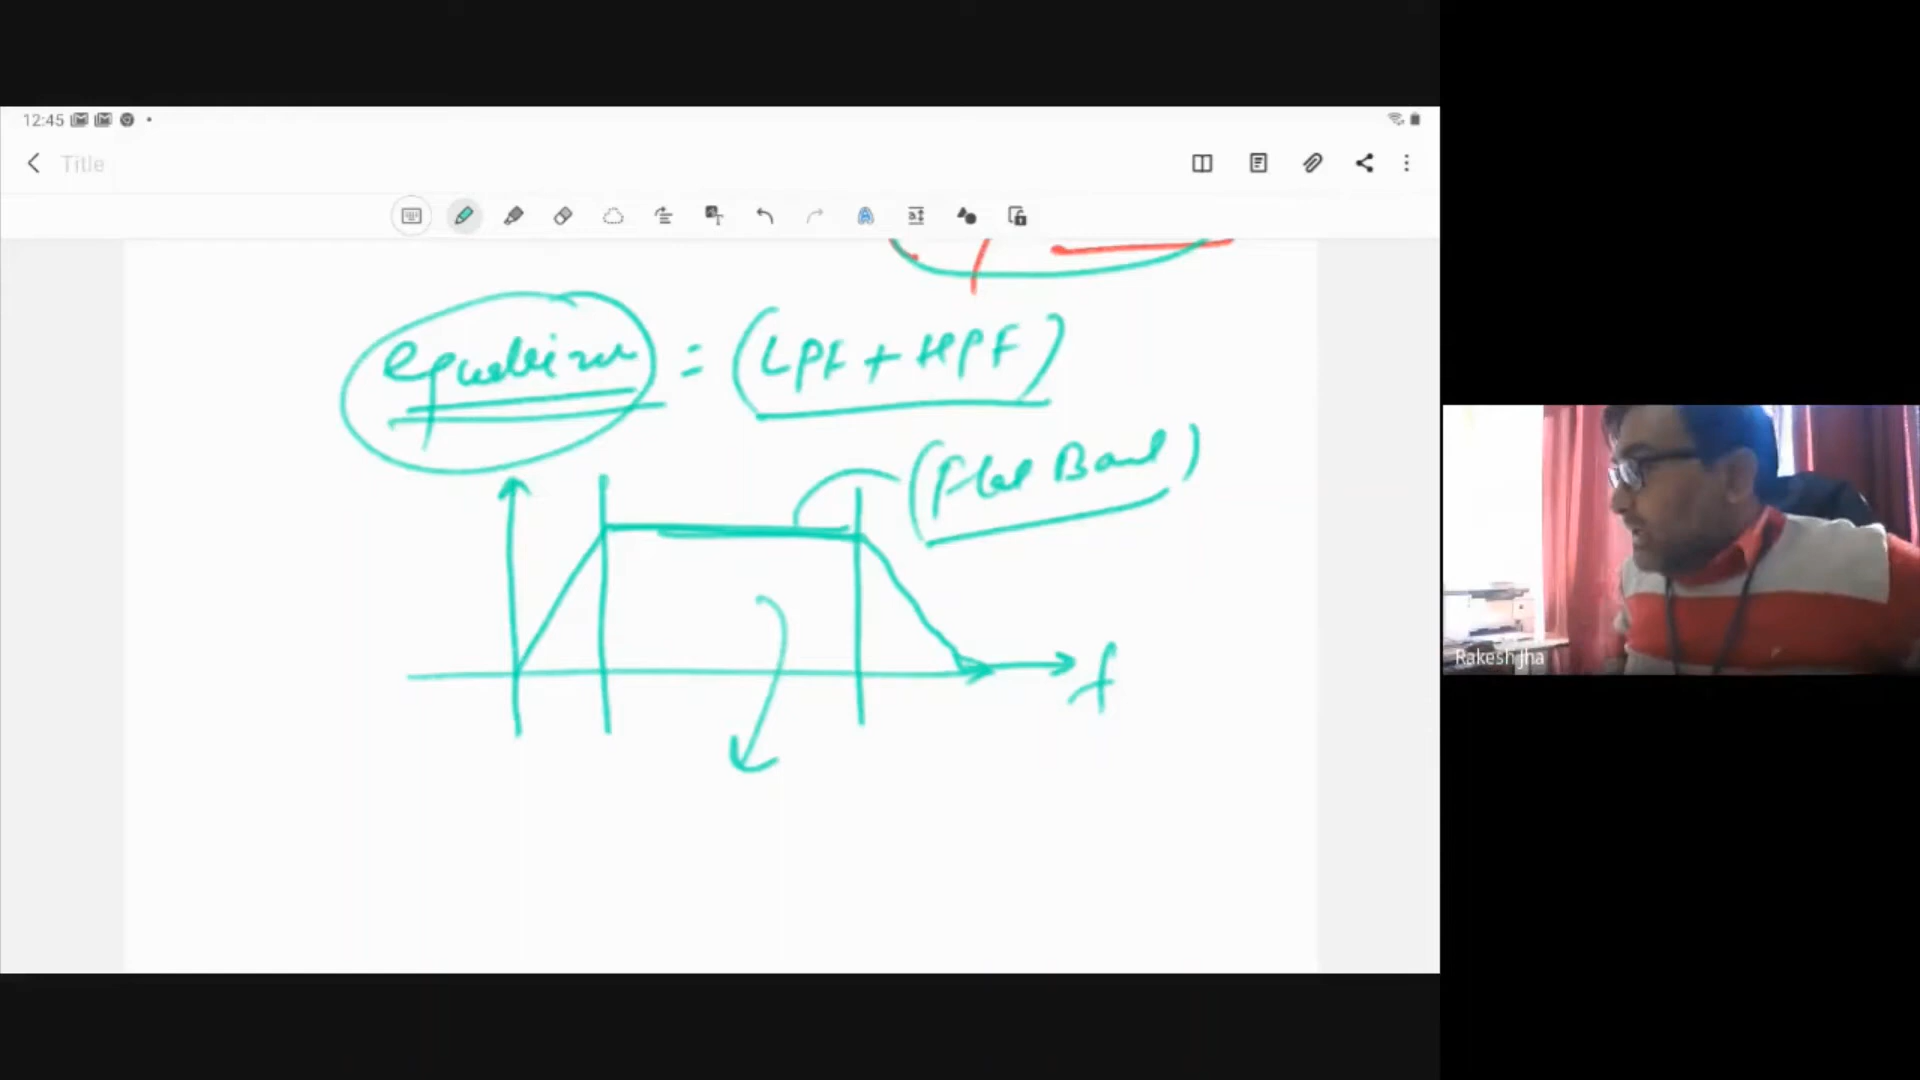 12:45
Title
equalizer = (LPF + HPF)
(Flat Band)
f
Rakesh Jha